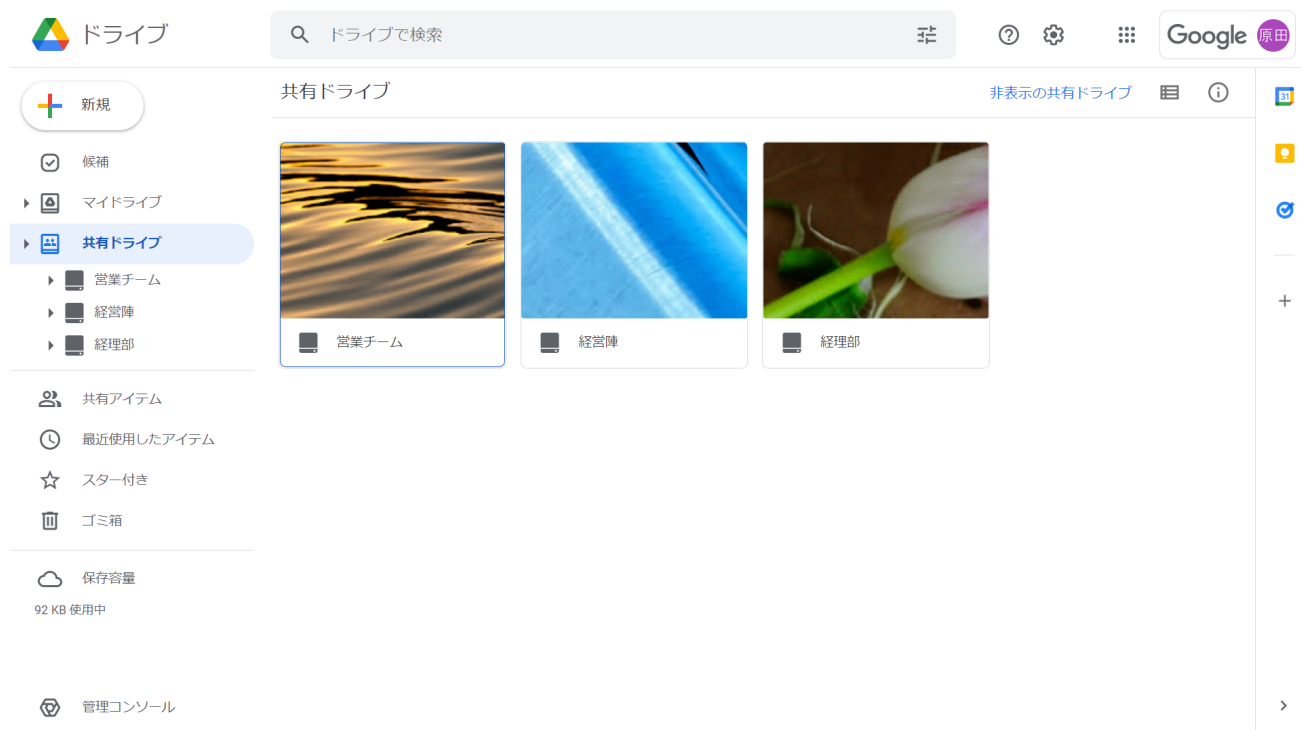 ドライブ
ドライブで検索
Google
原田
新規
候補
マイドライブ
共有ドライブ
営業チーム
経営陣
経理部
共有アイテム
最近使用したアイテム
スター付き
ゴミ箱
保存容量
92 KB 使用中
管理コンソール
共有ドライブ
非表示の共有ドライブ
営業チーム
経営陣
経理部
31